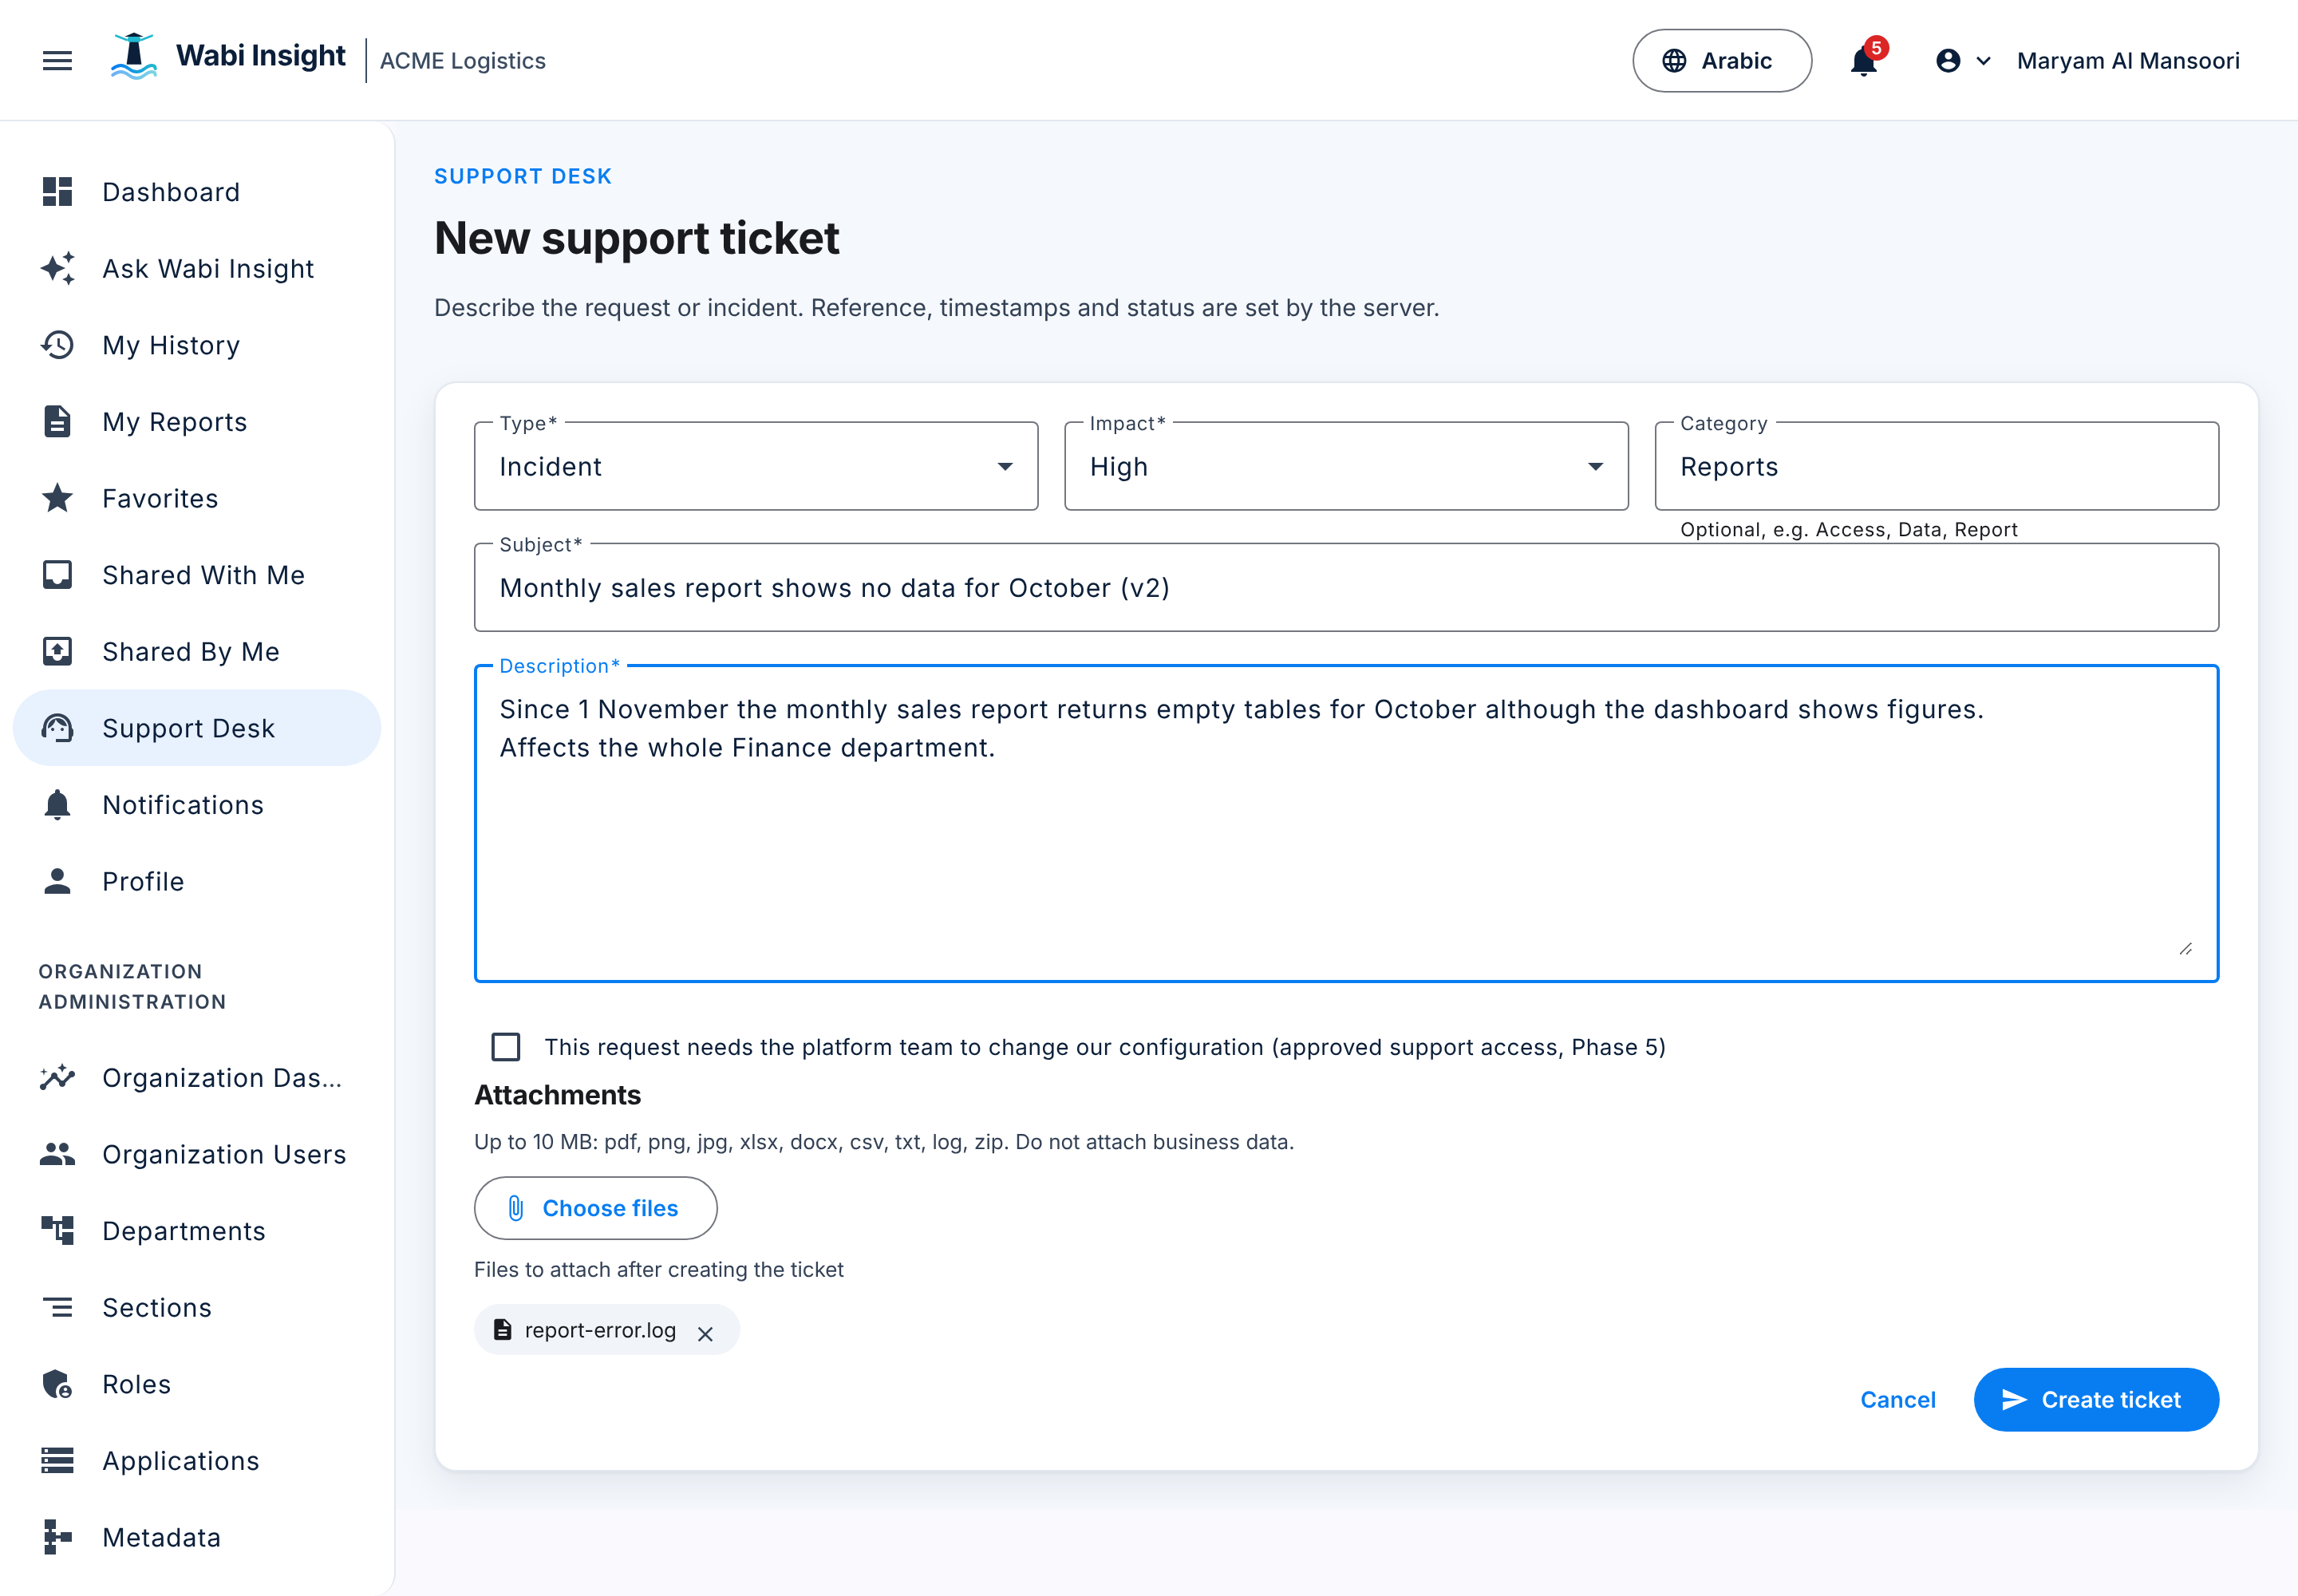 Wabi Insight
ACME Logistics
Arabic
5
Maryam Al Mansoori
Dashboard
Ask Wabi Insight
My History
My Reports
Favorites
Shared With Me
Shared By Me
Support Desk
Notifications
Profile
ORGANIZATION
ADMINISTRATION
Organization Das...
Organization Users
Departments
Sections
Roles
Applications
Metadata
SUPPORT DESK
New support ticket
Describe the request or incident. Reference, timestamps and status are set by the server.
Type*
Incident
Impact*
High
Category
Reports
Optional, e.g. Access, Data, Report
Subject*
Monthly sales report shows no data for October (v2)
Description*
Since 1 November the monthly sales report returns empty tables for October although the dashboard shows figures.
Affects the whole Finance department.
This request needs the platform team to change our configuration (approved support access, Phase 5)
Attachments
Up to 10 MB: pdf, png, jpg, xlsx, docx, csv, txt, log, zip. Do not attach business data.
Choose files
Files to attach after creating the ticket
report-error.log
Cancel
Create ticket